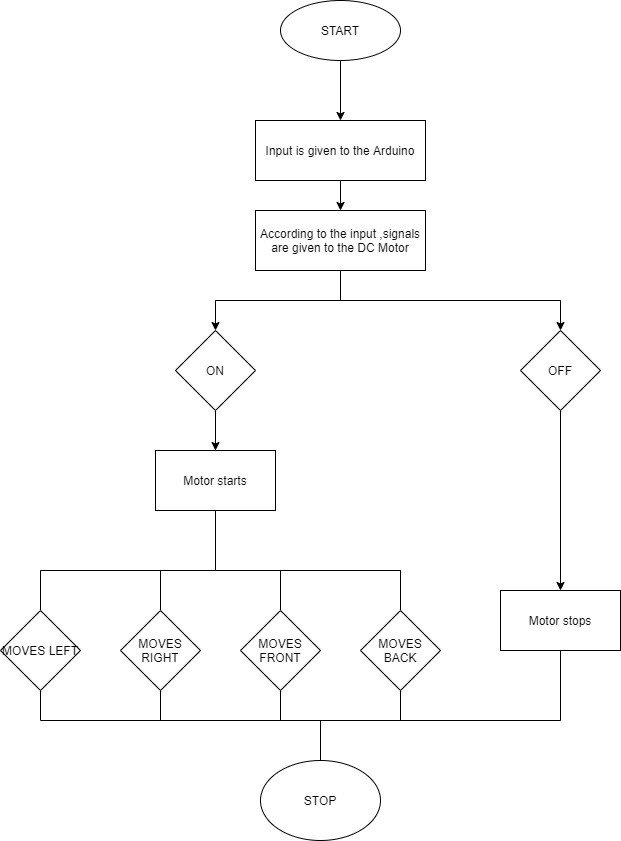 START
Input is given to the Arduino
According to the input ,signals
are given to the DC Motor
ON
OFF
Motor starts
MOVES LEFT
MOVES
RIGHT
MOVES
FRONT
MOVES
BACK
Motor stops
STOP